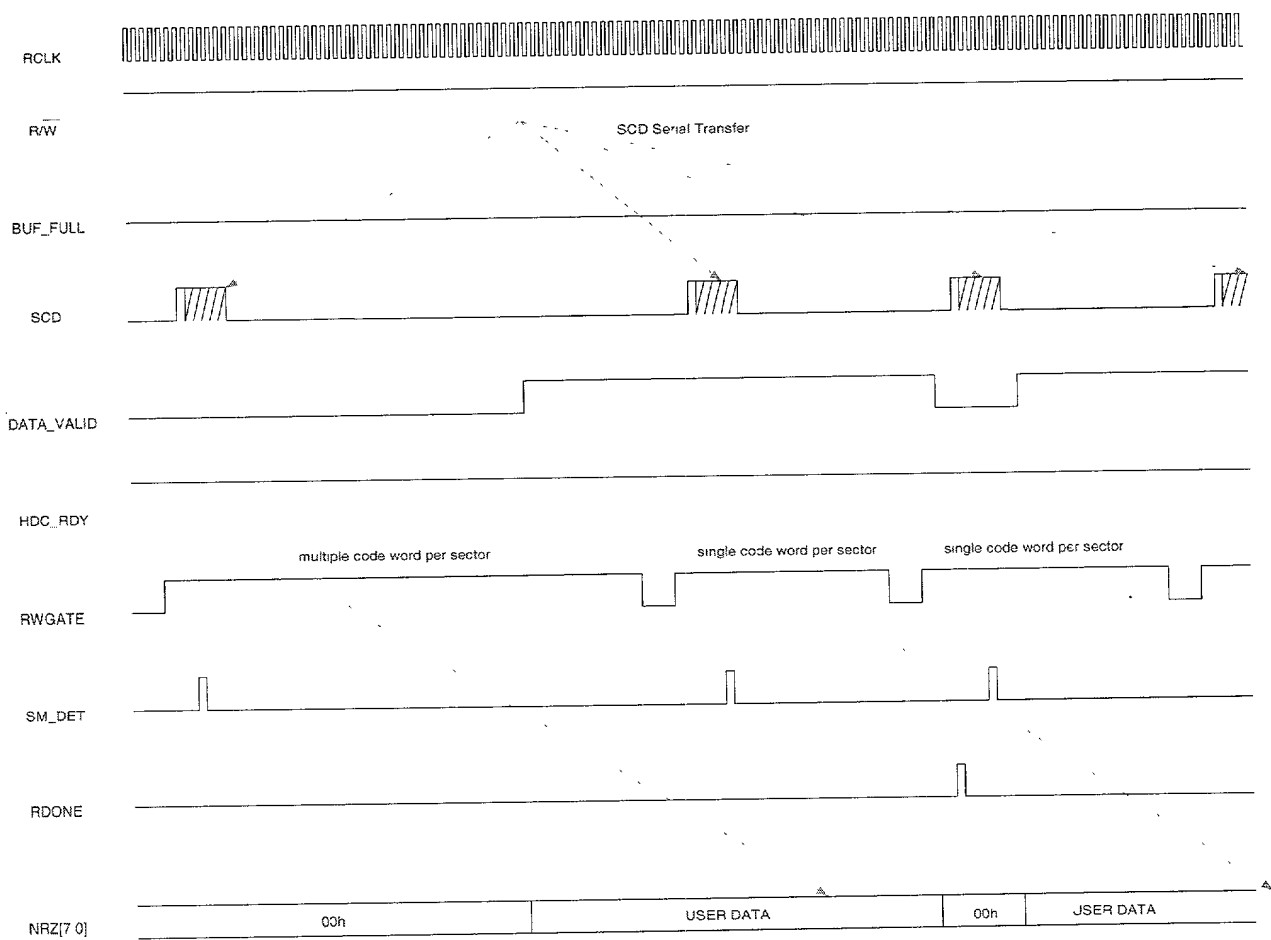 RCLK
R/W
SCD Serial Transfer
BUF_FULL
SCD
DATA_VALID
HDC_RDY
multiple code word per sector
single code word per sector
single code word per sector
RWGATE
SM_DET
RDONE
NRZ[7 0]
00h
USER DATA
00h
JSER DATA